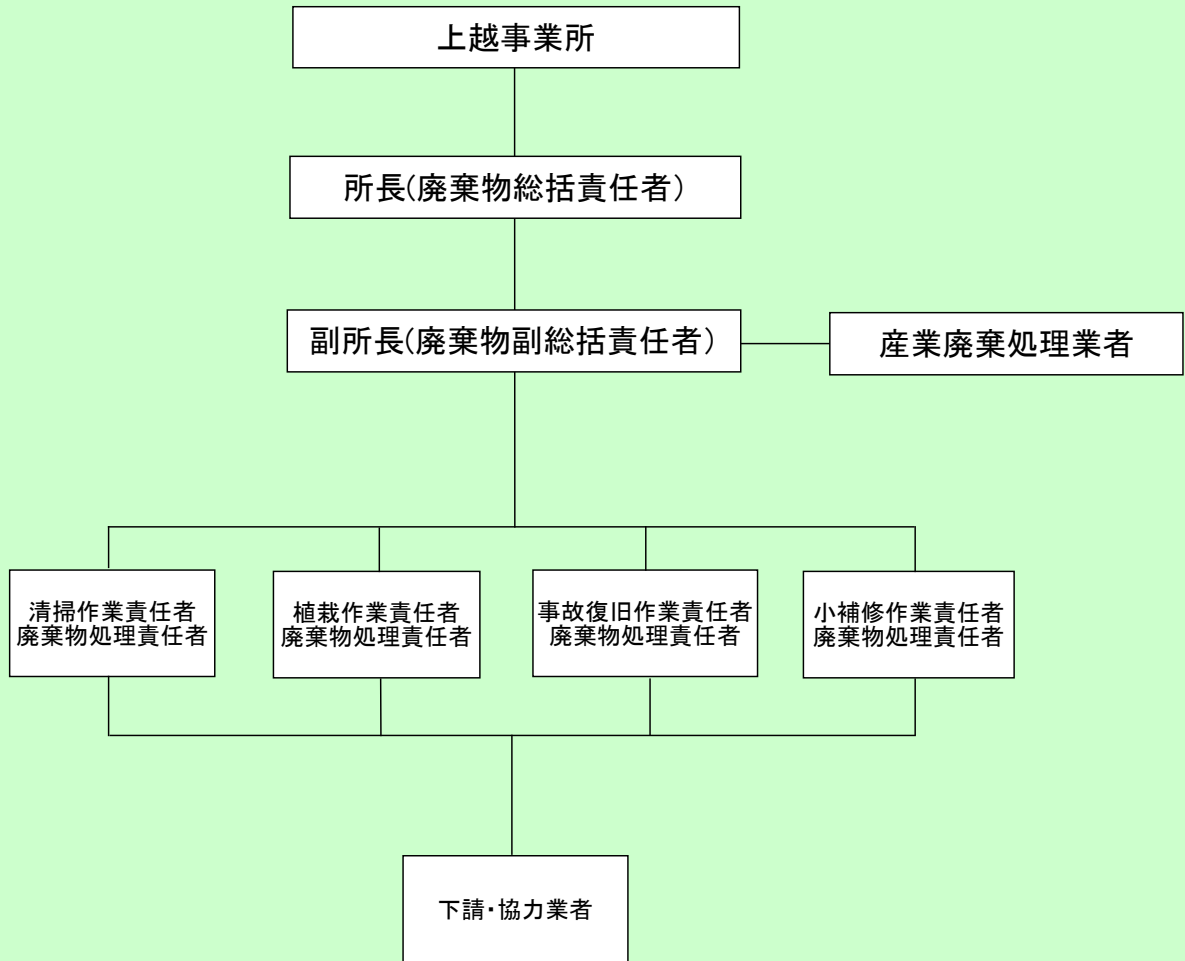 上越事業所
所長(廃棄物総括責任者)
副所長(廃棄物副総括責任者)
産業廃棄処理業者
清掃作業責任者
廃棄物処理責任者
植栽作業責任者
廃棄物処理責任者
事故復旧作業責任者
廃棄物処理責任者
小補修作業責任者
廃棄物処理責任者
下請・協力業者